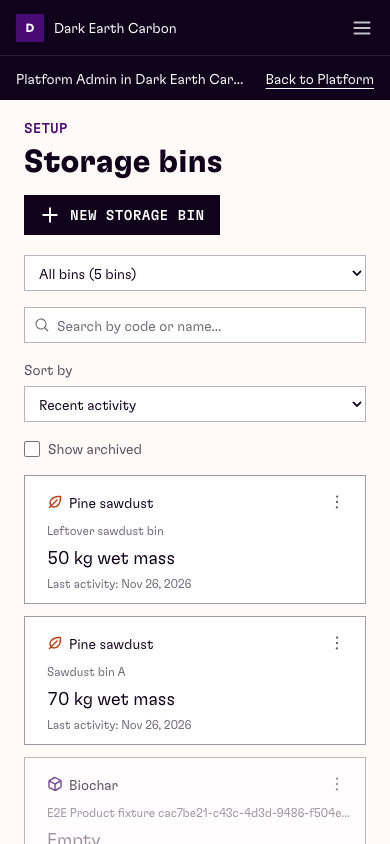 D
Dark Earth Carbon
Platform Admin in Dark Earth Car...
Back to Platform
SETUP
Storage bins
NEW STORAGE BIN
All bins (5 bins)
Search by code or name...
Sort by
Recent activity
Show archived
Pine sawdust
Leftover sawdust bin
50 kg wet mass
Last activity: Nov 26, 2026
Pine sawdust
Sawdust bin A
70 kg wet mass
Last activity: Nov 26, 2026
Biochar
E2E Product fixture cac7be21-c43c-4d3d-9486-f504e...
Empty